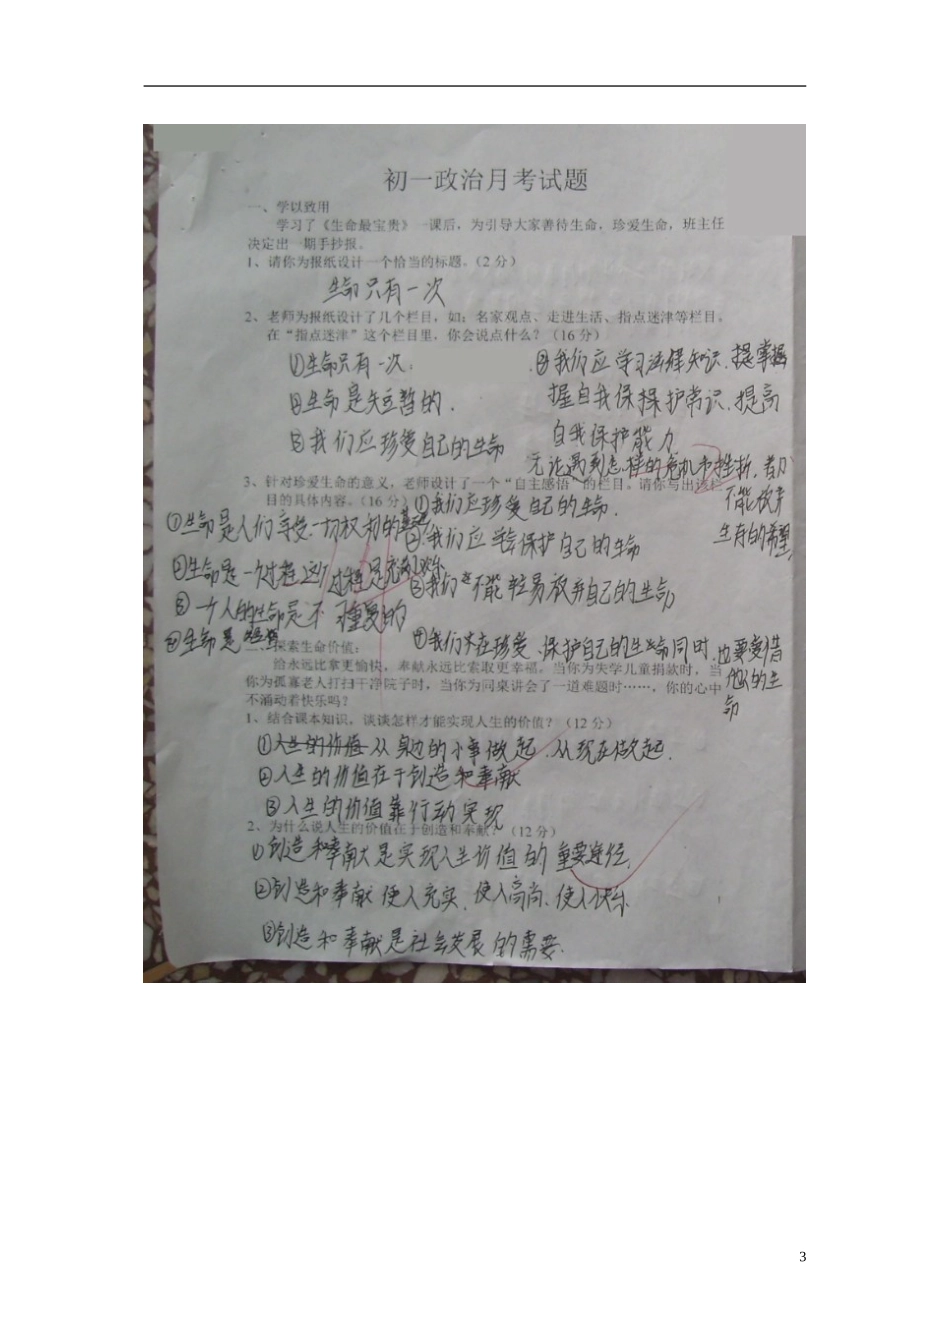 初一政治月考试题
一、学以致用
学习了《生命最宝贵》一课后，为引导大家善待生命，珍爱生命，班主任
决定出一期手抄报。
1、请你为报纸设计一个恰当的标题。（2分）
生命只有一次
2、老师为报纸设计了几个栏目，如：名家观点、走进生活、指点迷津等栏目。
在“指点迷津”这个栏目里，你会说点什么？（16分）
①生命只有一次.
②生命是短暂的.
③我们应珍爱自己的生命
④我们应学习法律知识.提掌握
握自我保护常识.提高
自我保护能力
无论遇到怎样的危机和挫折，都
不能放弃
生存的希望
3、针对珍爱生命的意义，老师设计了一个“自主感悟”的栏目。请你写出该栏
目的具体内容。（16分）
①生命是人们享受一切权利的基础
②生命是一个过程这个过程是充满
③一个人的生命是不可重复的
④生命是
①我们应珍爱自己的生命.
②.我们应学会保护自己的生命
③我们不能轻易放弃自己的生命
④我们在珍爱、保护自己的生命同时.也要爱惜
他人的生
命
二、探索生命价值：
给永远比拿更愉快，奉献永远比索取更幸福。当你为失学儿童捐款时，当
你为孤寡老人打扫干净院子时，当你为同桌讲会了一道难题时……，你的心中
不涌动着快乐吗？
1、结合课本知识，谈谈怎样才能实现人生的价值？（12分）
①人生的价值从身边的小事做起.从现在做起.
②人生的价值在于创造和奉献
③人生的价值靠行动实现
2、为什么说人生的价值在于创造和奉献？（12分）
①创造和奉献是实现人生价值的重要途径.
②创造和奉献使人充实.使人高尚、使人快乐
③创造和奉献是社会发展的需要.
3